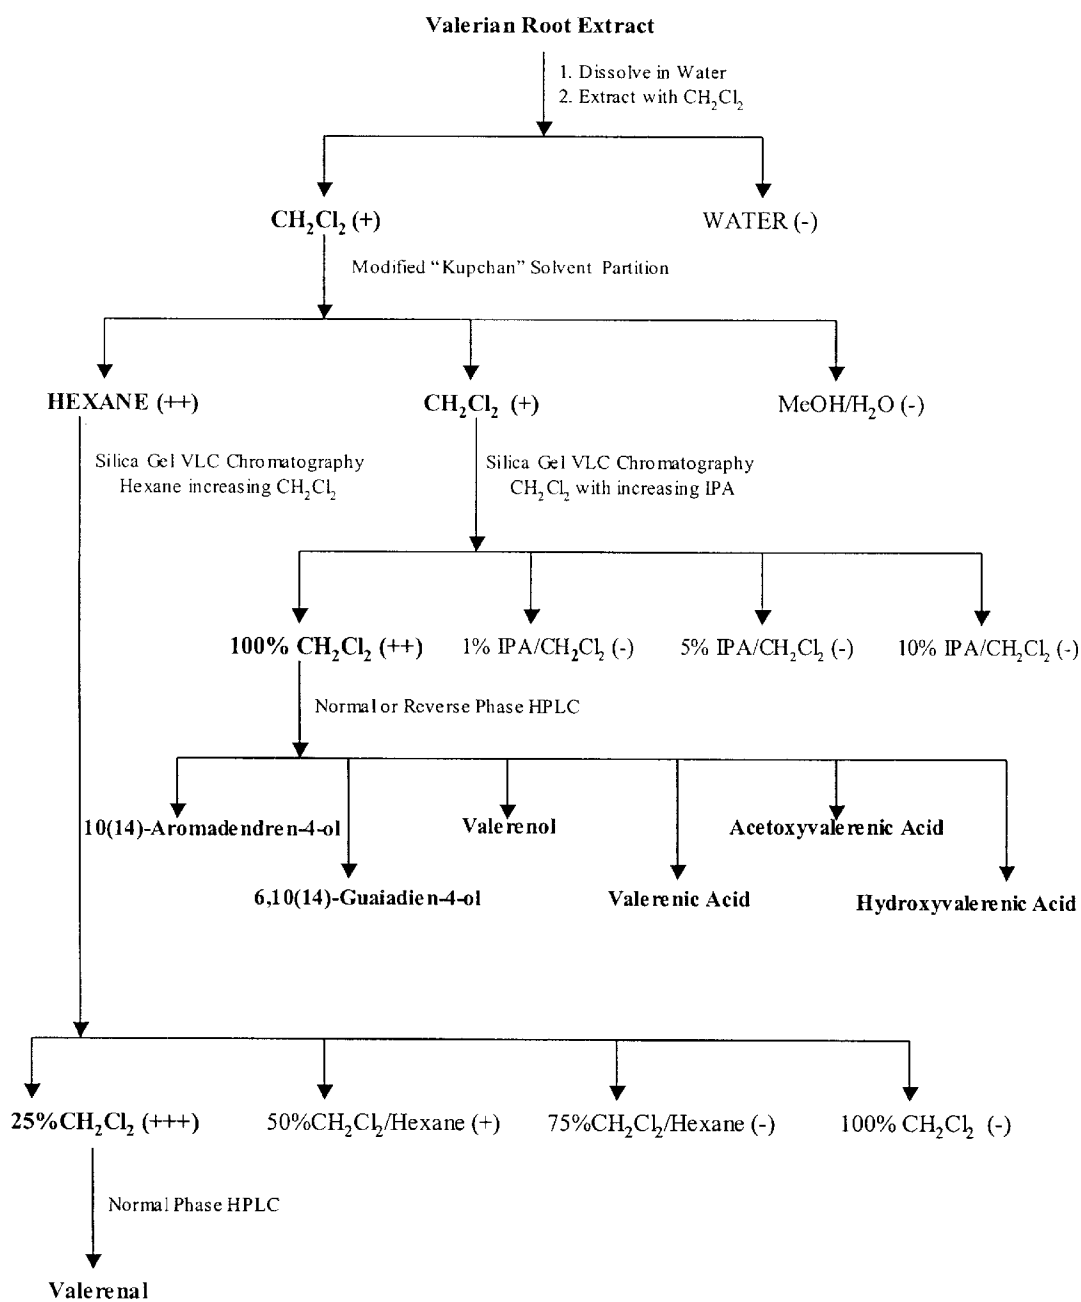 Valerian Root Extract
1. Dissolve in Water
2. Extract with CH₂Cl₂
CH₂Cl₂ (+)
WATER (-)
Modified “Kupchan” Solvent Partition
HEXANE (++)
CH₂Cl₂ (+)
MeOH/H₂O (-)
Silica Gel VLC Chromatography
Hexane increasing CH₂Cl₂
Silica Gel VLC Chromatography
CH₂Cl₂ with increasing IPA
100% CH₂Cl₂ (++)
1% IPA/CH₂Cl₂ (-)
5% IPA/CH₂Cl₂ (-)
10% IPA/CH₂Cl₂ (-)
Normal or Reverse Phase HPLC
10(14)-Aromadendren-4-ol
Valerenol
Acetoxyvalerenic Acid
6,10(14)-Guaiadien-4-ol
Valerenic Acid
Hydroxyvalerenic Acid
25%CH₂Cl₂ (+++)
50%CH₂Cl₂/Hexane (+)
75%CH₂Cl₂/Hexane (-)
100% CH₂Cl₂ (-)
Normal Phase HPLC
Valerenal